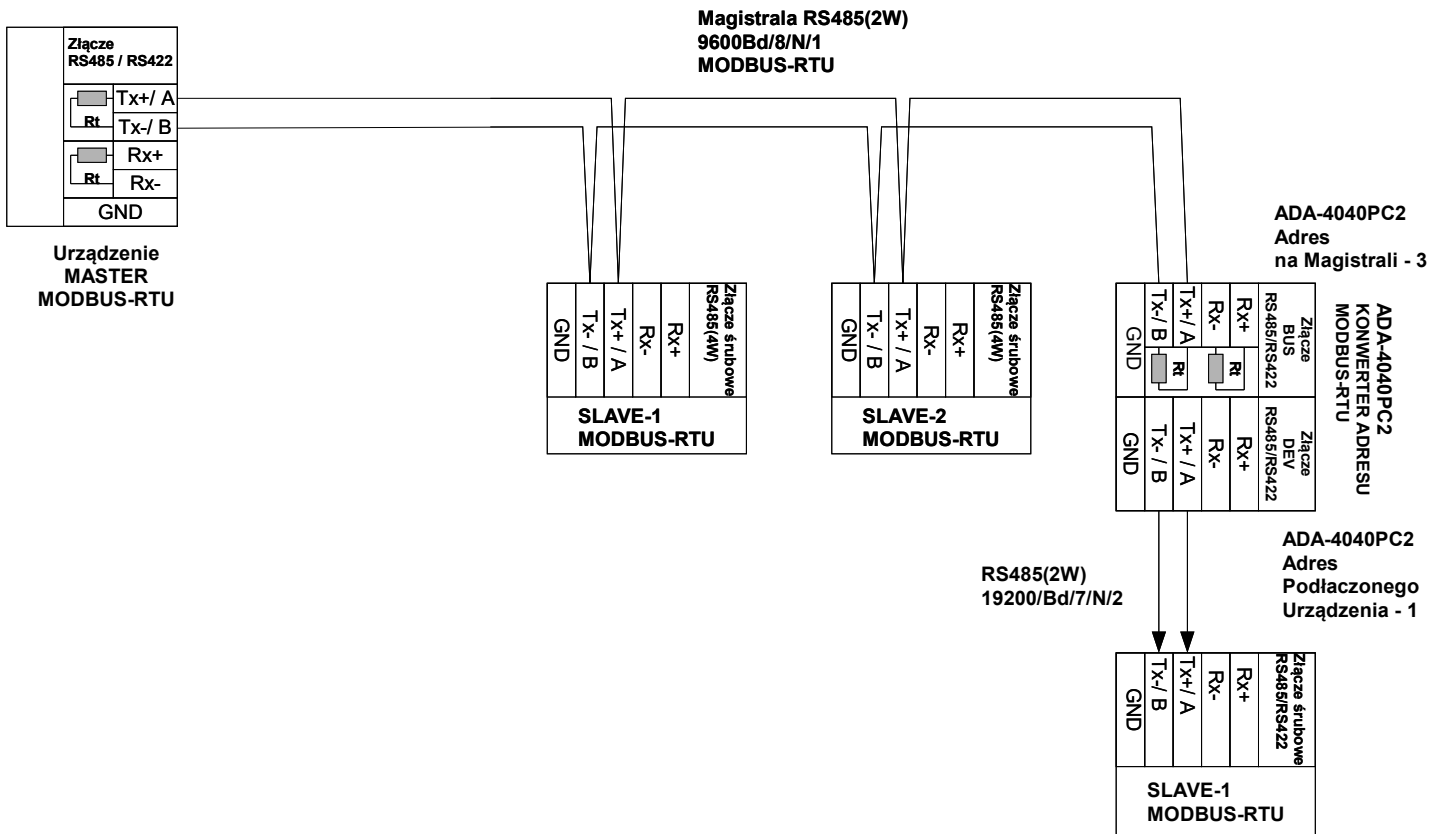 Magistrala RS485(2W)
9600Bd/8/N/1
MODBUS-RTU
Złącze
RS485 / RS422
Tx+/ A
Rt
Tx-/ B
Rx+
Rt
Rx-
GND
Urządzenie
MASTER
MODBUS-RTU
GND
Tx- / B
Tx+ / A
Rx-
Rx+
Złącze śrubowe
RS485(4W)
SLAVE-1
MODBUS-RTU
GND
Tx- / B
Tx+ / A
Rx-
Rx+
Złącze śrubowe
RS485(4W)
SLAVE-2
MODBUS-RTU
ADA-4040PC2
Adres
na Magistrali - 3
GND
Tx-/ B
Tx+/ A
Rx-
Rx+
Złącze
BUS
RS485/RS422
Rt
Rt
GND
Tx- / B
Tx+ / A
Rx-
Rx+
Złącze
DEV
RS485/RS422
ADA-4040PC2
KONWERTER ADRESU
MODBUS-RTU
ADA-4040PC2
Adres
Podłaczonego
Urządzenia - 1
RS485(2W)
19200/Bd/7/N/2
GND
Tx-/ B
Tx+/ A
Rx-
Rx+
Złącze śrubowe
RS485/RS422
SLAVE-1
MODBUS-RTU